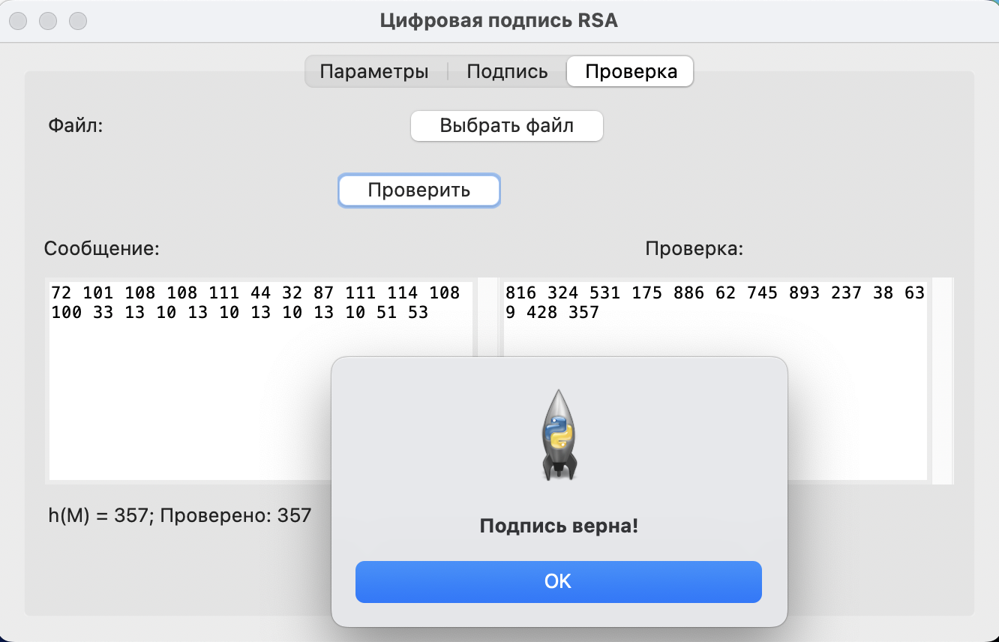 Цифровая подпись RSA
Параметры Подпись Проверка
Файл: Выбрать файл
Проверить
Сообщение: Проверка:
72 101 108 108 111 44 32 87 111 114 108
100 33 13 10 13 10 13 10 13 10 51 53
816 324 531 175 886 62 745 893 237 38 63
9 428 357
h(M) = 357; Проверено: 357
Подпись верна!
OK